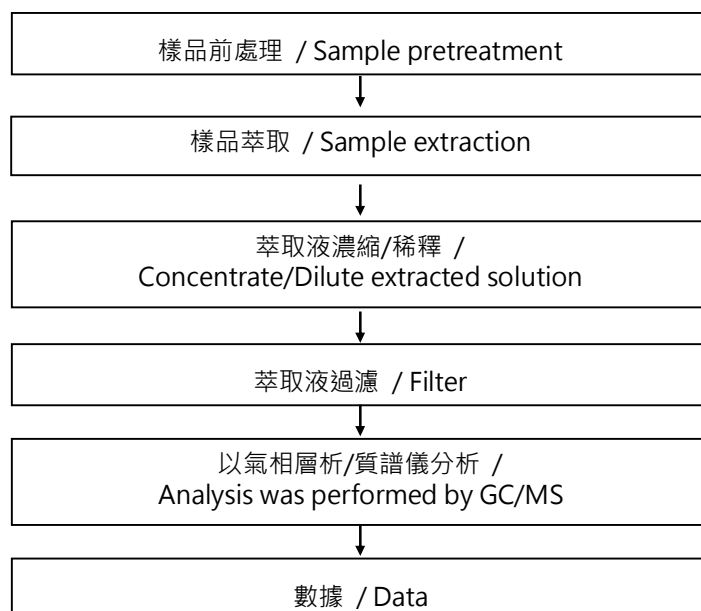 樣品前處理 / Sample pretreatment
樣品萃取 / Sample extraction
萃取液濃縮/稀釋 /
Concentrate/Dilute extracted solution
萃取液過濾 / Filter
以氣相層析/質譜儀分析 /
Analysis was performed by GC/MS
數據 / Data